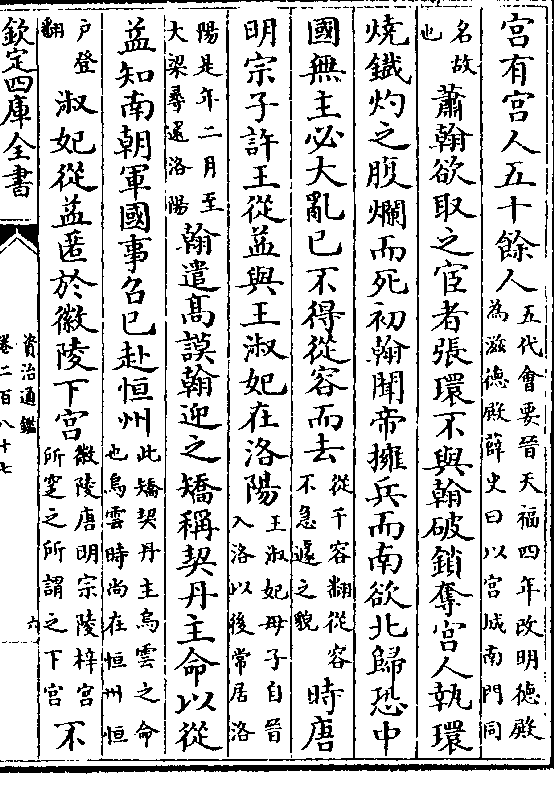 宫有宫人五十餘人五代會要晉天福四年改明德殿
為滋德殿薛史曰以宫城南門同
名故
也蕭翰欲取之宦者張環不與翰破鎖奪宫人執環
燒鐵灼之腹爛而死初翰聞帝擁兵而南欲北歸恐中
國無主必大亂已不得從容而去從千容翻從容
不急遽之貌時唐
明宗子許王從益與王淑妃在洛陽王淑妃母子自晉
入洛以後常居洛
陽是年二月至
大梁尋還洛陽翰遣髙謨翰迎之矯稱契丹主命以從
益知南朝軍國事召已赴恒州此矯契丹主烏雲之命
也烏雲時尚在恒州恒
户登
翻淑妃從益匿於徽陵下宫徽陵唐明宗陵梓宫
所窆之所謂之下宫不
欽定四庫全書
資治通鑑
卷二百八十七
六